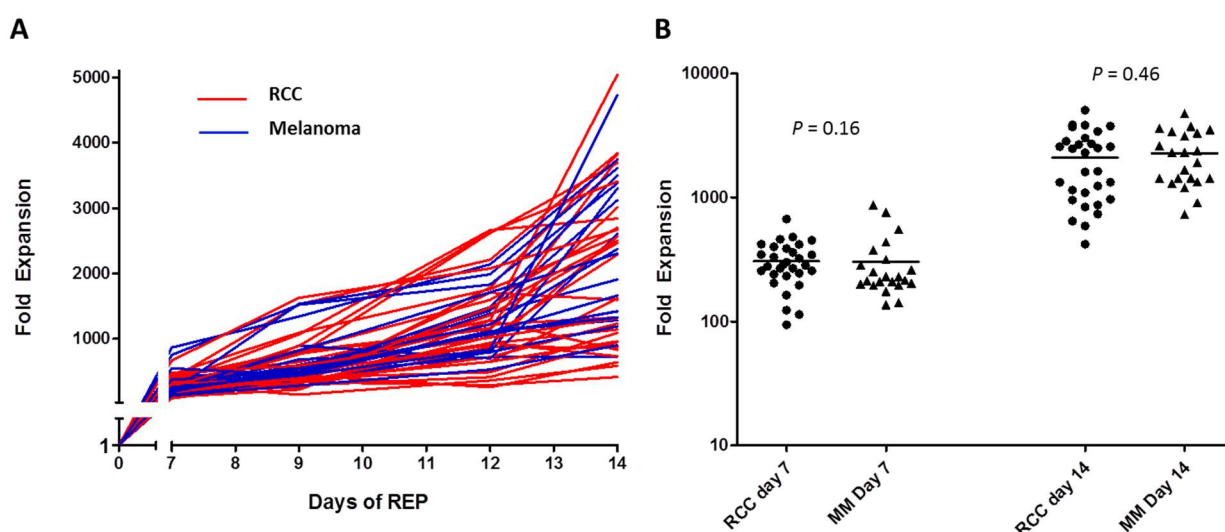 A
Fold Expansion
5000
4000
3000
2000
1000
1
RCC
Melanoma
0 7 8 9 10 11 12 13 14
Days of REP
B
Fold Expansion
10000
1000
100
10
P = 0.16
P = 0.46
RCC day 7
MM Day 7
RCC day 14
MM Day 14